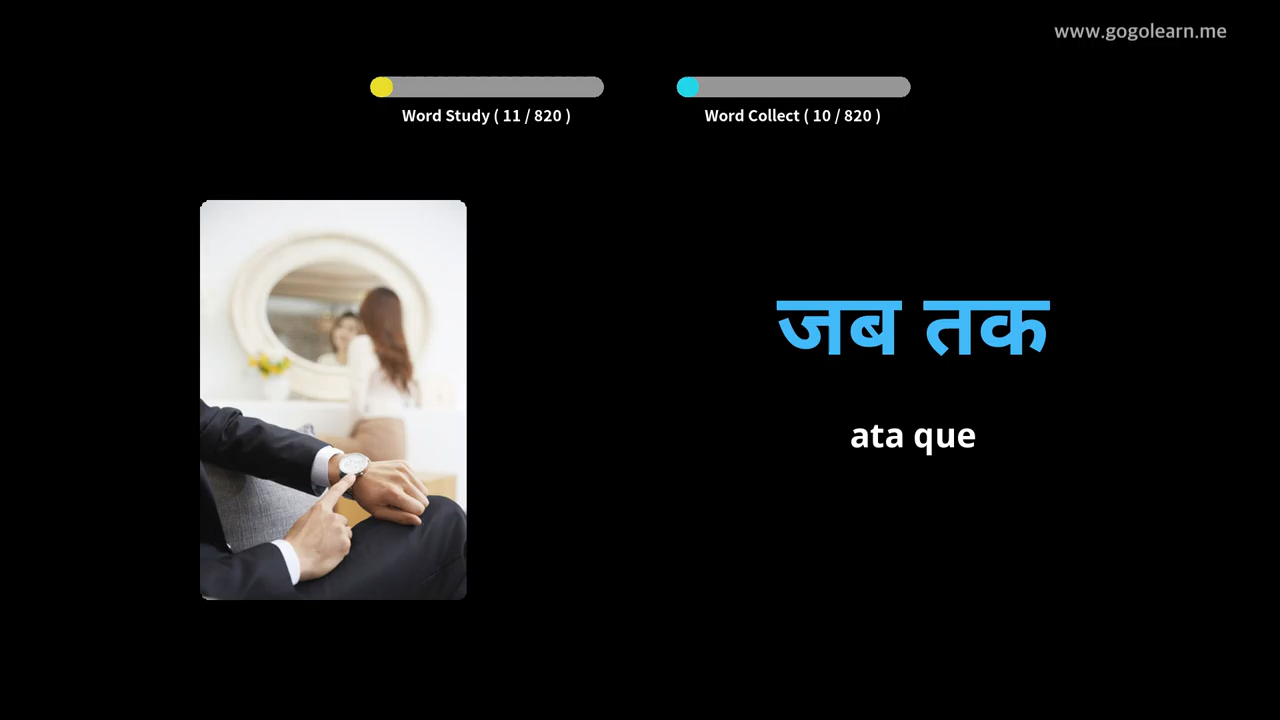 www.gogolearn.me
Word Study ( 11 / 820 )
Word Collect ( 10 / 820 )
जब तक
ata que